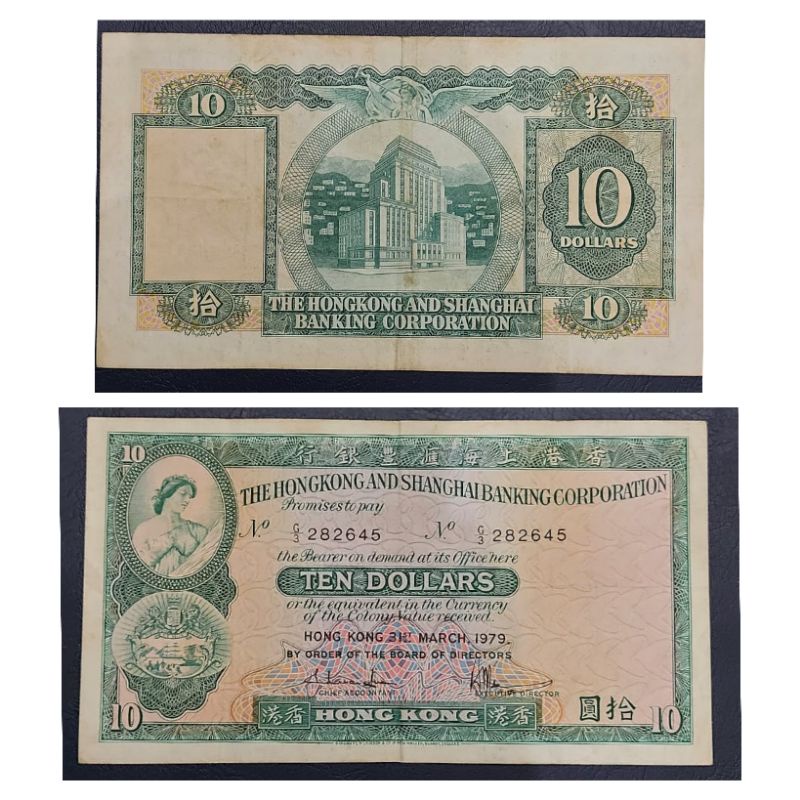 10
拾
10
DOLLARS
拾
10
THE HONGKONG AND SHANGHAI
BANKING CORPORATION
10
行銀豐滙海上港香
THE HONGKONG AND SHANGHAI BANKING CORPORATION
Promises to pay
No G/3 282645 No G/3 282645
the Bearer on demand at its Office here
TEN DOLLARS
or the equivalent in the Currency
of the Colony Value received.
HONG KONG 31ST MARCH, 1979.
BY ORDER OF THE BOARD OF DIRECTORS
CHIEF ACCOUNTANT
EXECUTIVE DIRECTOR
10
港香
HONG KONG
港香
圓拾
10